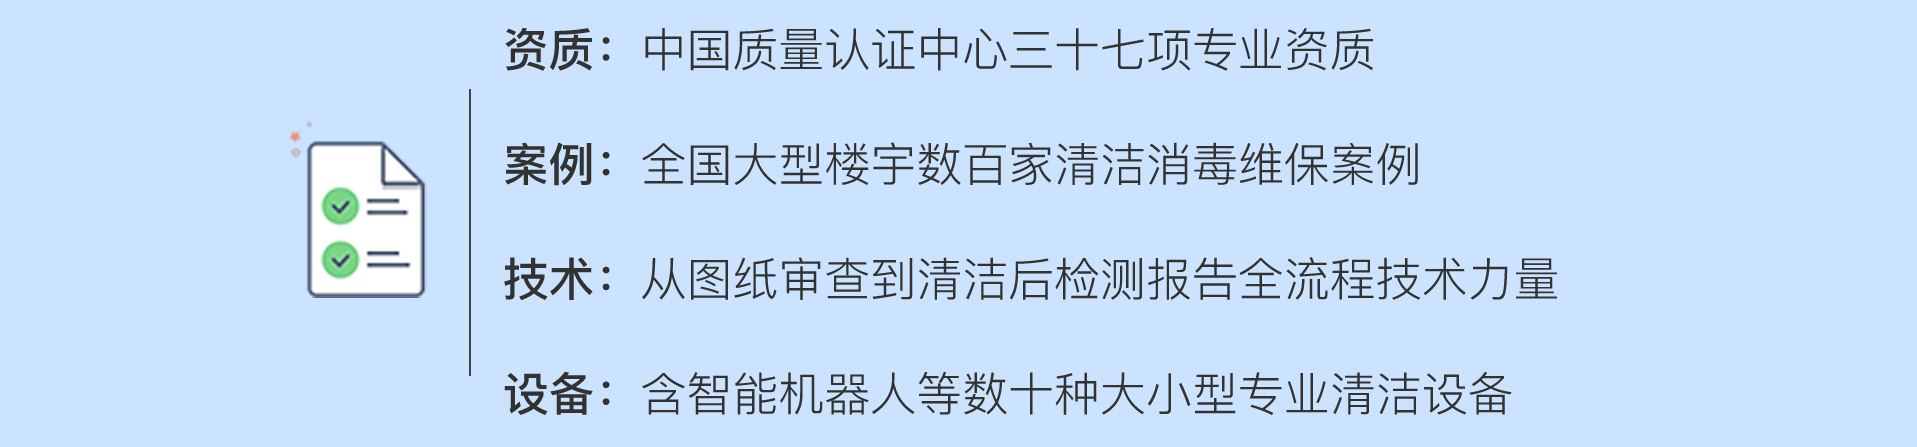 资质：中国质量认证中心三十七项专业资质
案例：全国大型楼宇数百家清洁消毒维保案例
技术：从图纸审查到清洁后检测报告全流程技术力量
设备：含智能机器人等数十种大小型专业清洁设备